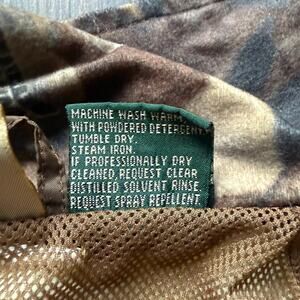 MACHINE WASH WARM,
WITH POWDERED DETERGENT.
TUMBLE DRY.
STEAM IRON.
IF PROFESSIONALLY DRY
CLEANED, REQUEST CLEAR
DISTILLED SOLVENT RINSE.
REQUEST SPRAY REPELLENT.